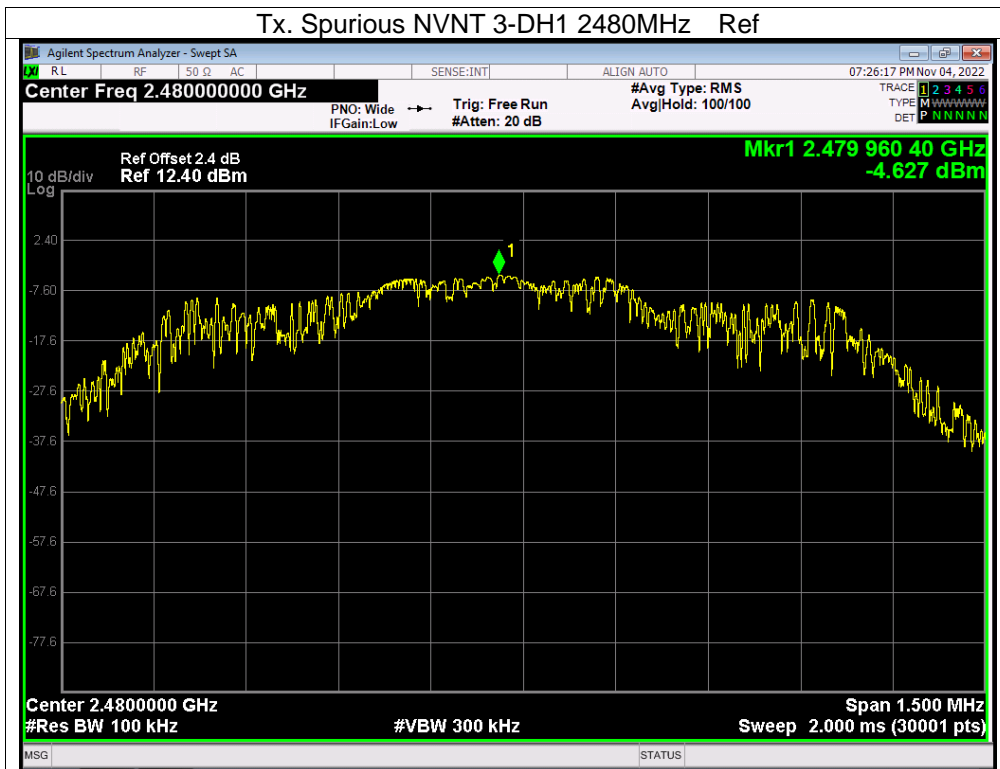 Tx. Spurious NVNT 3-DH1 2480MHz Ref
Agilent Spectrum Analyzer - Swept SA
LXI RL RF 50 Ω AC SENSE:INT ALIGN AUTO 07:26:17 PM Nov 04, 2022
Center Freq 2.480000000 GHz #Avg Type: RMS TRACE 1 2 3 4 5 6
PNO: Wide Trig: Free Run Avg|Hold: 100/100 TYPE M WWWWW
IFGain:Low #Atten: 20 dB DET P N N N N N
Mkr1 2.479 960 40 GHz
Ref Offset 2.4 dB
10 dB/div Ref 12.40 dBm -4.627 dBm
Log
2.40
1
-7.60
-17.6
-27.6
-37.6
-47.6
-57.6
-67.6
-77.6
Center 2.4800000 GHz Span 1.500 MHz
#Res BW 100 kHz #VBW 300 kHz Sweep 2.000 ms (30001 pts)
MSG STATUS